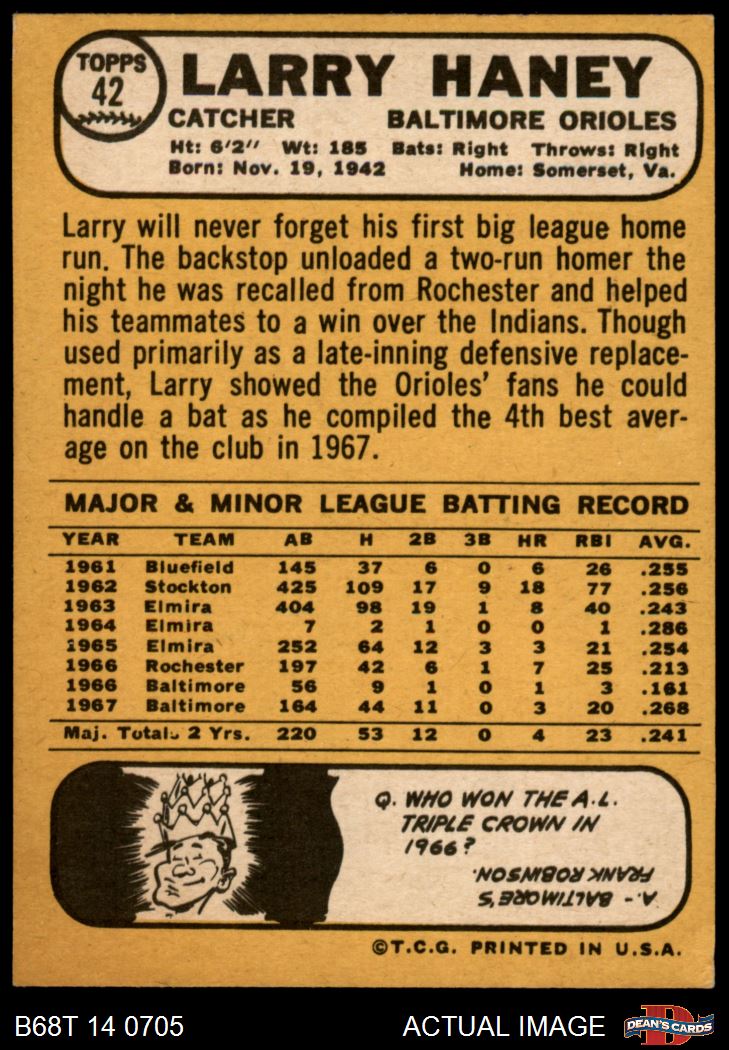 TOPPS
42
LARRY HANEY
CATCHER BALTIMORE ORIOLES
Ht: 6'2" Wt: 185 Bats: Right Throws: Right
Born: Nov. 19, 1942 Home: Somerset, Va.
Larry will never forget his first big league home
run. The backstop unloaded a two-run homer the
night he was recalled from Rochester and helped
his teammates to a win over the Indians. Though
used primarily as a late-inning defensive replace-
ment, Larry showed the Orioles' fans he could
handle a bat as he compiled the 4th best aver-
age on the club in 1967.
MAJOR & MINOR LEAGUE BATTING RECORD
YEAR TEAM AB H 2B 3B HR RBI AVG.
1961 Bluefield 145 37 6 0 6 26 .255
1962 Stockton 425 109 17 9 18 77 .256
1963 Elmira 404 98 19 1 8 40 .243
1964 Elmira 7 2 1 0 0 1 .286
1965 Elmira 252 64 12 3 3 21 .254
1966 Rochester 197 42 6 1 7 25 .213
1966 Baltimore 56 9 1 0 1 3 .161
1967 Baltimore 164 44 11 0 3 20 .268
Maj. Totals 2 Yrs. 220 53 12 0 4 23 .241
Q. WHO WON THE A.L.
TRIPLE CROWN IN
1966?
A.- BALTIMORE'S
FRANK ROBINSON.
©T.C.G. PRINTED IN U.S.A.
B68T 14 0705 ACTUAL IMAGE
D
DEAN'S CARDS